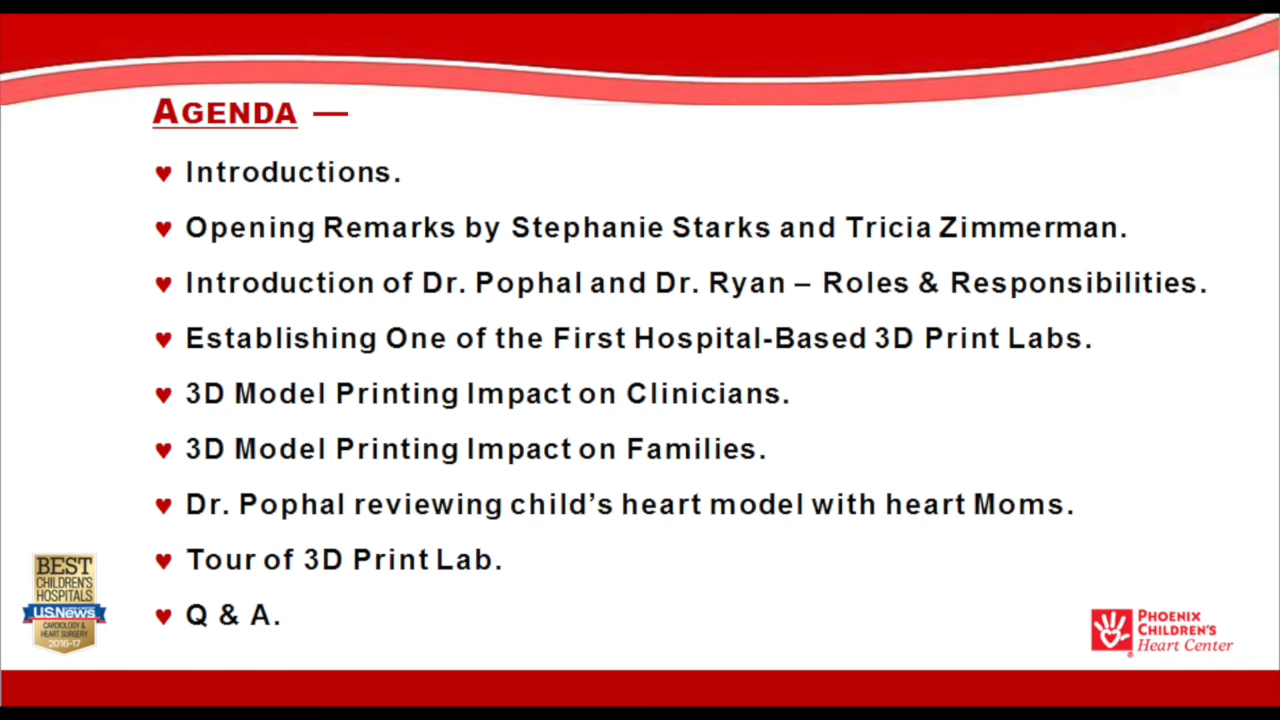 AGENDA —
♥ Introductions.
♥ Opening Remarks by Stephanie Starks and Tricia Zimmerman.
♥ Introduction of Dr. Pophal and Dr. Ryan – Roles & Responsibilities.
♥ Establishing One of the First Hospital-Based 3D Print Labs.
♥ 3D Model Printing Impact on Clinicians.
♥ 3D Model Printing Impact on Families.
♥ Dr. Pophal reviewing child’s heart model with heart Moms.
♥ Tour of 3D Print Lab.
♥ Q & A.
BEST
CHILDREN'S
HOSPITALS
U.S.News
CARDIOLOGY &
HEART SURGERY
2016-17
PHOENIX
CHILDREN'S
Heart Center
®